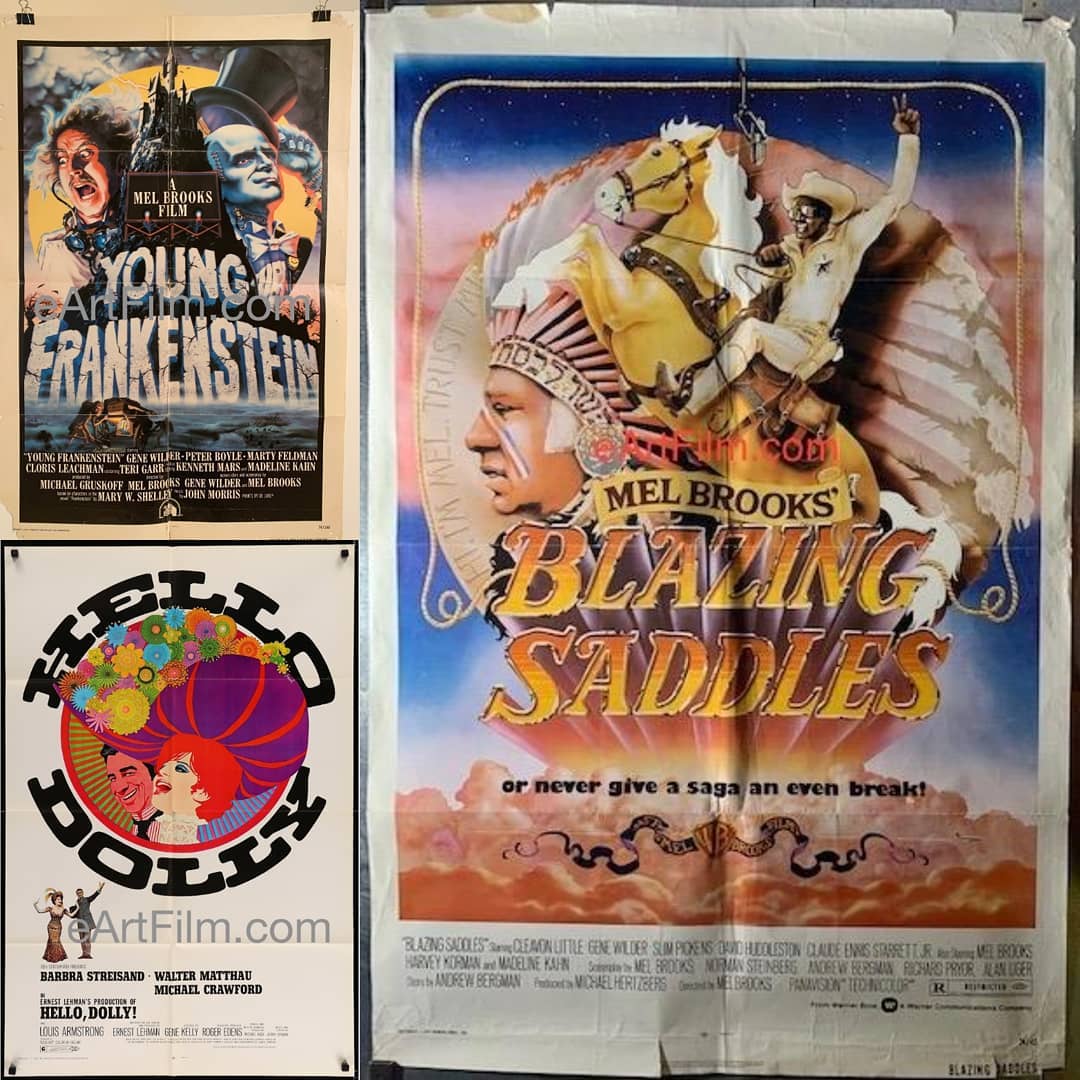 A
MEL BROOKS
FILM
YOUNG
FRANKENSTEIN
eArtFilm.com
"YOUNG FRANKENSTEIN" GENE WILDER · PETER BOYLE · MARTY FELDMAN
CLORIS LEACHMAN TERI GARR KENNETH MARS MADELINE KAHN
MICHAEL GRUSKOFF MEL BROOKS GENE WILDER and MEL BROOKS
MARY W. SHELLEY JOHN MORRIS
HELLO
DOLLY
eArtFilm.com
BARBRA STREISAND · WALTER MATTHAU
MICHAEL CRAWFORD
IN
ERNEST LEHMAN'S PRODUCTION OF
HELLO, DOLLY!
LOUIS ARMSTRONG ERNEST LEHMAN GENE KELLY ROGER EDENS
eArtFilm.com
MEL BROOKS'
BLAZING
SADDLES
or never give a saga an even break!
"BLAZING SADDLES" Starring CLEAVON LITTLE GENE WILDER SLIM PICKENS DAVID HUDDLESTON CLAUDE ENNIS STARRETT, JR. Also Starring MEL BROOKS
HARVEY KORMAN and MADELINE KAHN Screenplay by MEL BROOKS NORMAN STEINBERG ANDREW BERGMAN RICHARD PRYOR ALAN UGER
Story by ANDREW BERGMAN Produced by MICHAEL HERTZBERG Directed by MEL BROOKS PANAVISION® TECHNICOLOR®
R RESTRICTED
From Warner Bros. A Warner Communications Company
BLAZING SADDLES